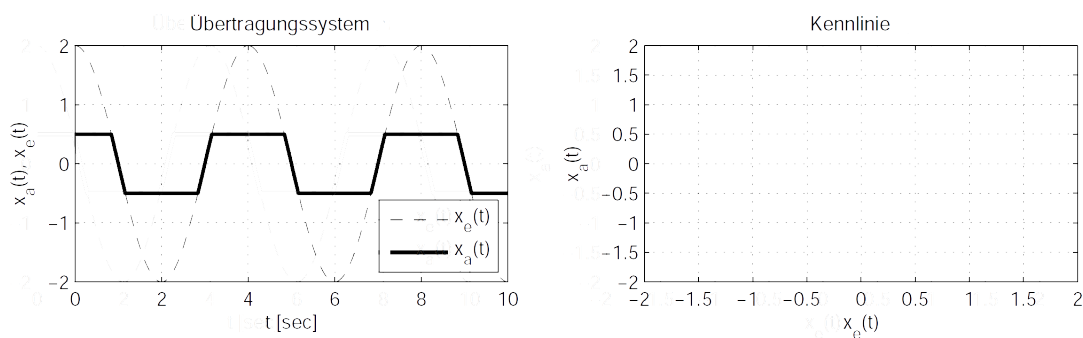 Übertragungssystem
2
1
0
−1
−2
x_a(t), x_e(t)
x_e(t)
x_a(t)
0 2 4 6 8 10
t [sec]
Kennlinie
2
1.5
1
0.5
0
−0.5
−1
−1.5
−2
x_a(t)
−2 −1.5 −1 −0.5 0 0.5 1 1.5 2
x_e(t)